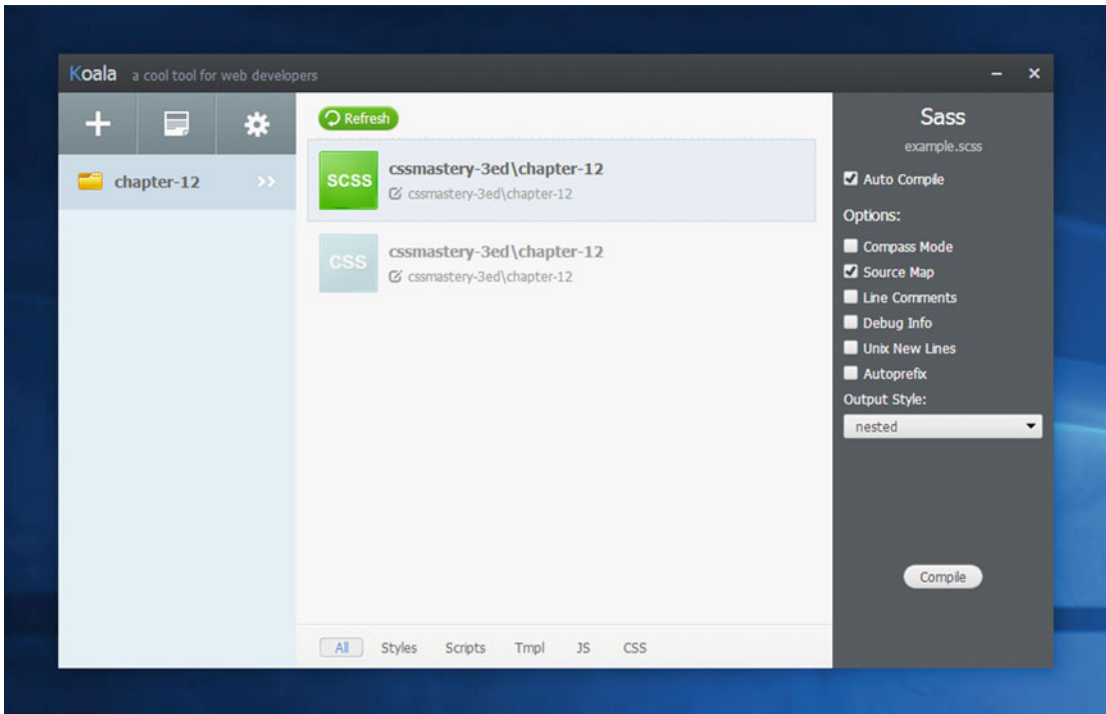 Koala a cool tool for web developers
chapter-12
Refresh
SCSS
cssmastery-3ed\chapter-12
cssmastery-3ed\chapter-12
CSS
cssmastery-3ed\chapter-12
cssmastery-3ed\chapter-12
All Styles Scripts Tmpl JS CSS
Sass
example.scss
Auto Compile
Options:
Compass Mode
Source Map
Line Comments
Debug Info
Unix New Lines
Autoprefix
Output Style:
nested
Compile